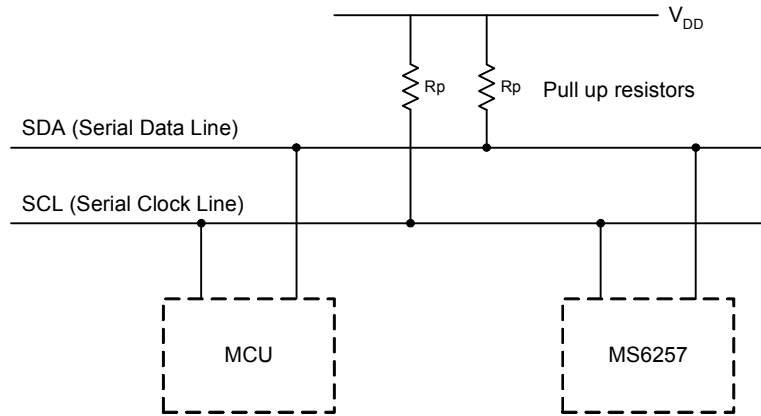 V_DD
Rp
Rp
Pull up resistors
SDA (Serial Data Line)
SCL (Serial Clock Line)
MCU
MS6257